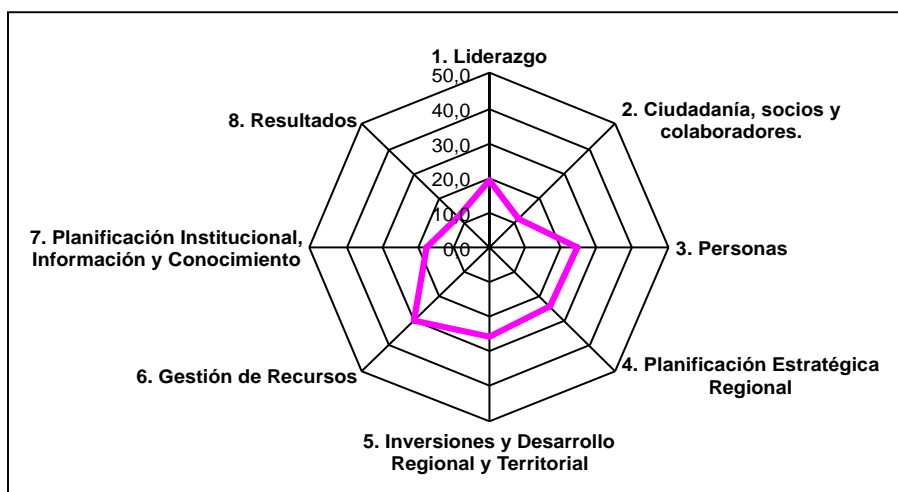 1. Liderazgo
50,0
40,0
30,0
20,0
10,0
0,0
2. Ciudadanía, socios y
colaboradores.
3. Personas
4. Planificación Estratégica
Regional
5. Inversiones y Desarrollo
Regional y Territorial
6. Gestión de Recursos
7. Planificación Institucional,
Información y Conocimiento
8. Resultados